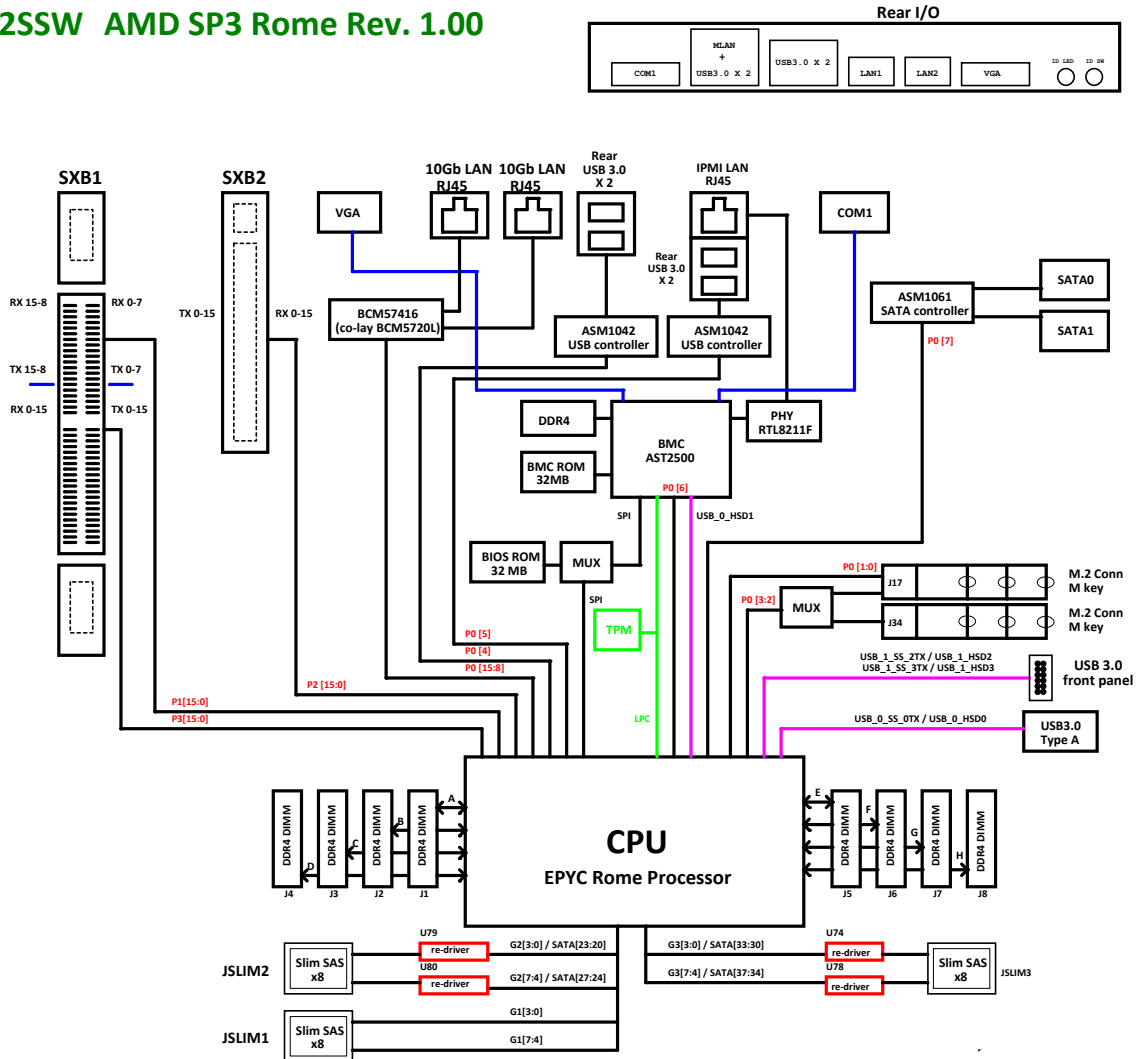 2SSW AMD SP3 Rome Rev. 1.00
Rear I/O
COM1
MLAN
+
USB3.0 X 2
USB3.0 X 2
LAN1
LAN2
VGA
ID LED
ID SW
SXB1
SXB2
VGA
10Gb LAN
RJ45
10Gb LAN
RJ45
Rear
USB 3.0
X 2
IPMI LAN
RJ45
Rear
USB 3.0
X 2
COM1
RX 15-8
RX 0-7
TX 15-8
TX 0-7
RX 0-15
TX 0-15
TX 0-15
RX 0-15
BCM57416
(co-lay BCM5720L)
ASM1042
USB controller
ASM1042
USB controller
ASM1061
SATA controller
P0 [7]
SATA0
SATA1
DDR4
BMC ROM
32MB
BMC
AST2500
P0 [6]
PHY
RTL8211F
SPI
USB_0_HSD1
BIOS ROM
32 MB
MUX
SPI
TPM
LPC
P0 [1:0]
P0 [3:2]
MUX
J17
M.2 Conn
M key
J34
M.2 Conn
M key
P0 [5]
P0 [4]
P0 [15:8]
P2 [15:0]
P1[15:0]
P3[15:0]
USB_1_SS_2TX / USB_1_HSD2
USB_1_SS_3TX / USB_1_HSD3
USB 3.0
front panel
USB_0_SS_0TX / USB_0_HSD0
USB3.0
Type A
CPU
EPYC Rome Processor
DDR4 DIMM
DDR4 DIMM
DDR4 DIMM
DDR4 DIMM
A
B
C
D
J4
J3
J2
J1
DDR4 DIMM
DDR4 DIMM
DDR4 DIMM
DDR4 DIMM
E
F
G
H
J5
J6
J7
J8
JSLIM2
Slim SAS
x8
U79
re-driver
U80
re-driver
G2[3:0] / SATA[23:20]
G2[7:4] / SATA[27:24]
G3[3:0] / SATA[33:30]
G3[7:4] / SATA[37:34]
U74
re-driver
U78
re-driver
Slim SAS
x8
JSLIM3
JSLIM1
Slim SAS
x8
G1[3:0]
G1[7:4]